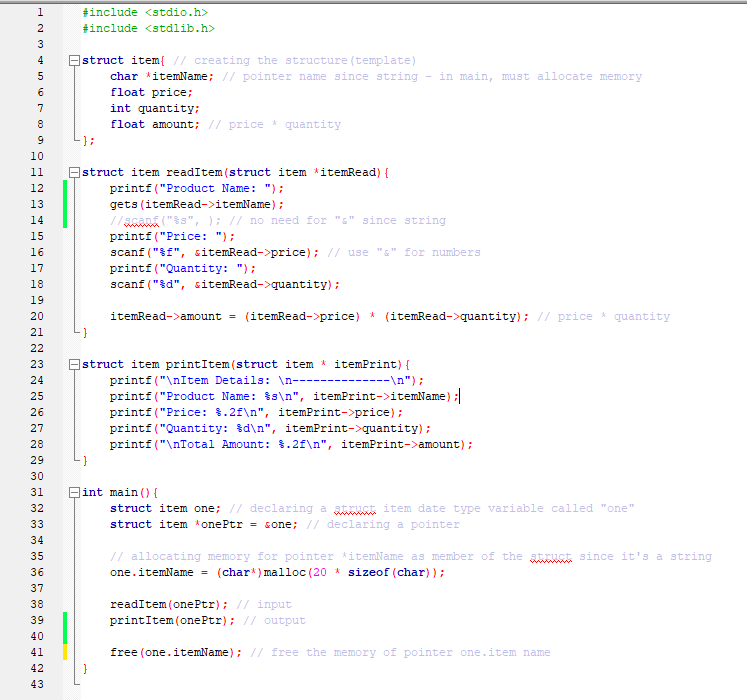 1 #include <stdio.h>
2 #include <stdlib.h>
3
4 struct item{ // creating the structure(template)
5 char *itemName; // pointer name since string - in main, must allocate memory
6 float price;
7 int quantity;
8 float amount; // price * quantity
9 };
10
11 struct item readItem(struct item *itemRead){
12 printf("Product Name: ");
13 gets(itemRead->itemName);
14 //scanf("%s", ); // no need for "&" since string
15 printf("Price: ");
16 scanf("%f", &itemRead->price); // use "&" for numbers
17 printf("Quantity: ");
18 scanf("%d", &itemRead->quantity);
19
20 itemRead->amount = (itemRead->price) * (itemRead->quantity); // price * quantity
21 }
22
23 struct item printItem(struct item * itemPrint){
24 printf("\nItem Details: \n--------------\n");
25 printf("Product Name: %s\n", itemPrint->itemName);
26 printf("Price: %.2f\n", itemPrint->price);
27 printf("Quantity: %d\n", itemPrint->quantity);
28 printf("\nTotal Amount: %.2f\n", itemPrint->amount);
29 }
30
31 int main(){
32 struct item one; // declaring a struct item date type variable called "one"
33 struct item *onePtr = &one; // declaring a pointer
34
35 // allocating memory for pointer *itemName as member of the struct since it's a string
36 one.itemName = (char*)malloc(20 * sizeof(char));
37
38 readItem(onePtr); // input
39 printItem(onePtr); // output
40
41 free(one.itemName); // free the memory of pointer one.item name
42 }
43